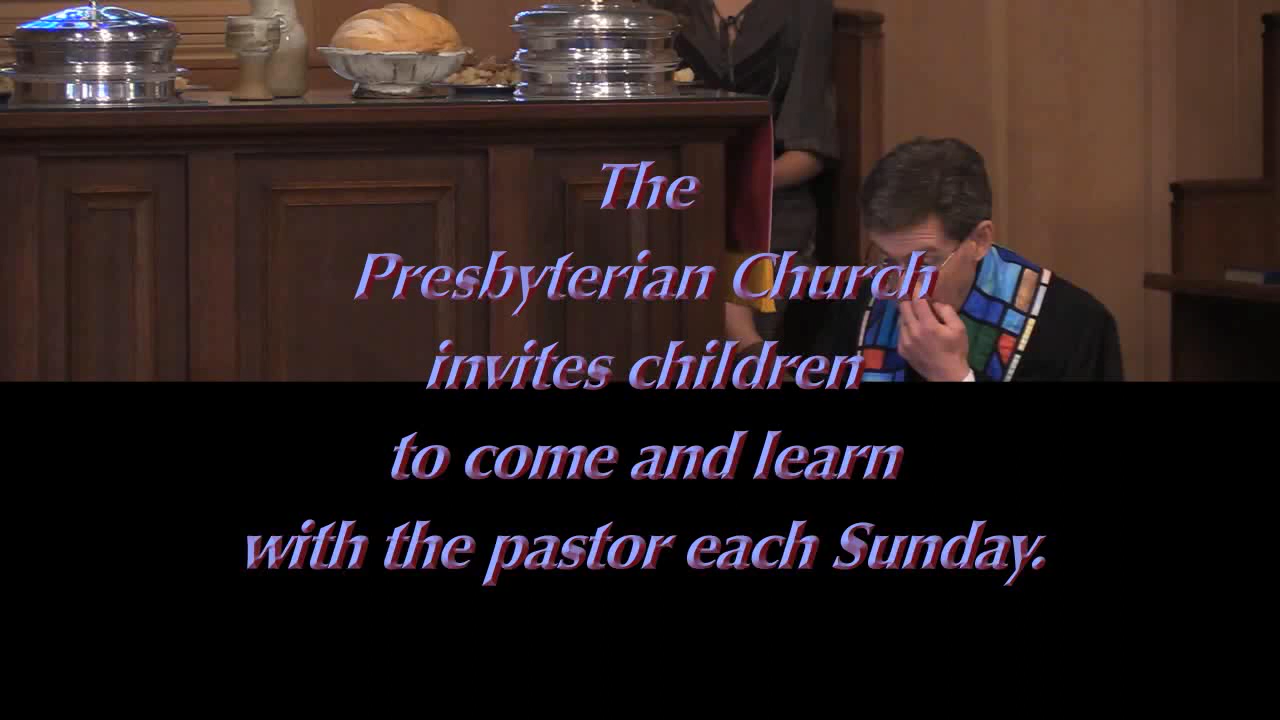 The
Presbyterian Church
invites children
to come and learn
with the pastor each Sunday.